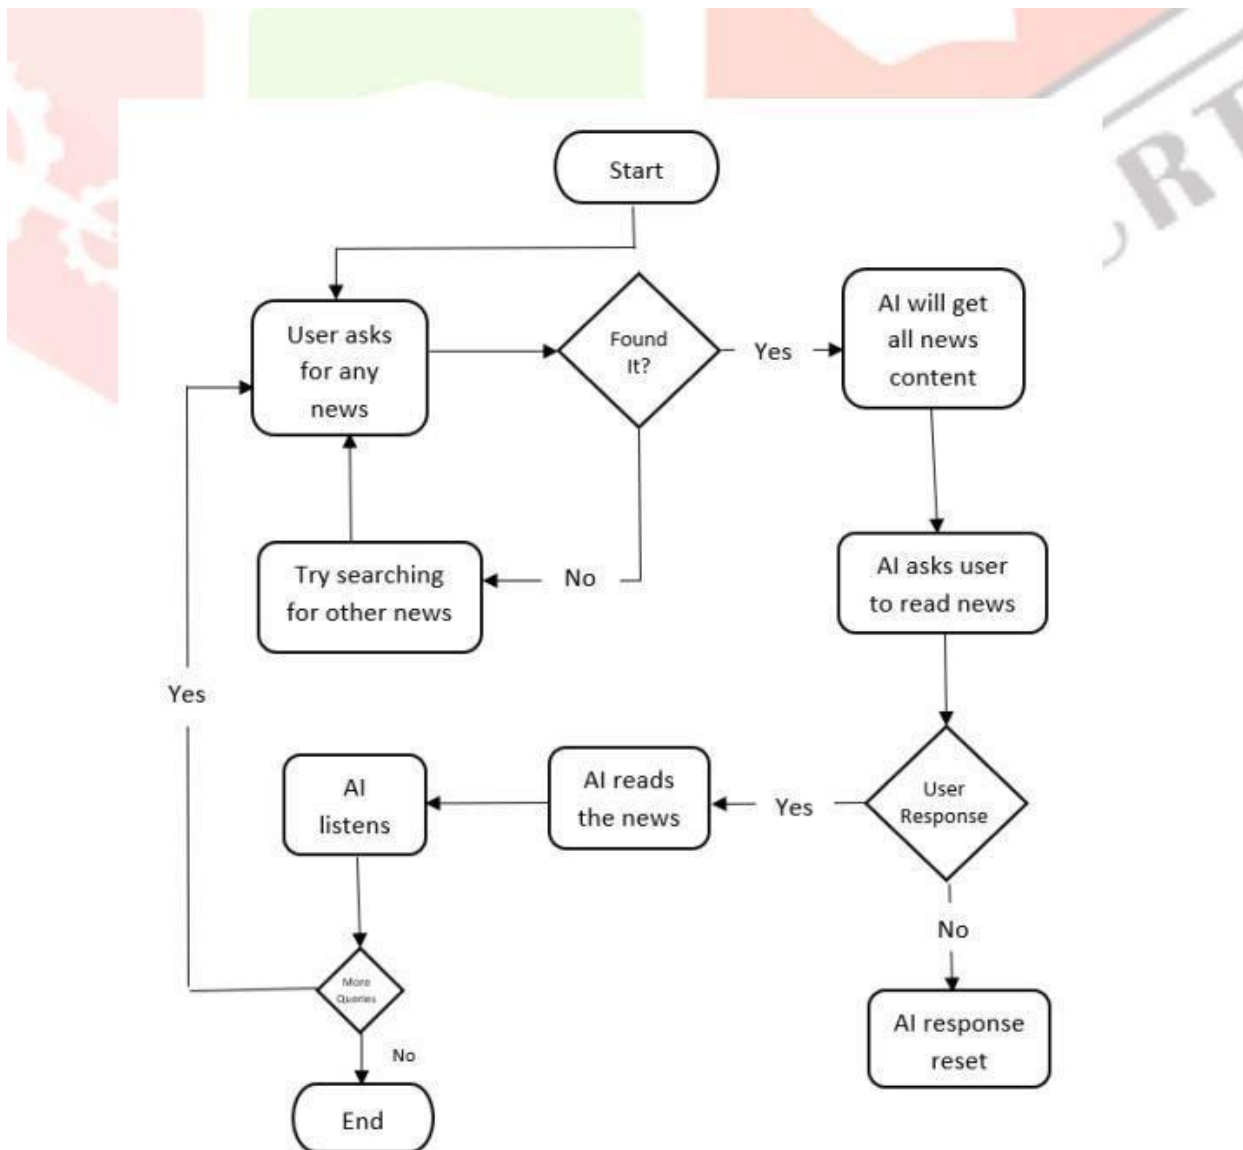 Start
User asks
for any
news
Found
It?
Yes
AI will get
all news
content
Try searching
for other news
No
AI asks user
to read news
Yes
AI
listens
AI reads
the news
Yes
User
Response
No
More
Queries
AI response
reset
No
End